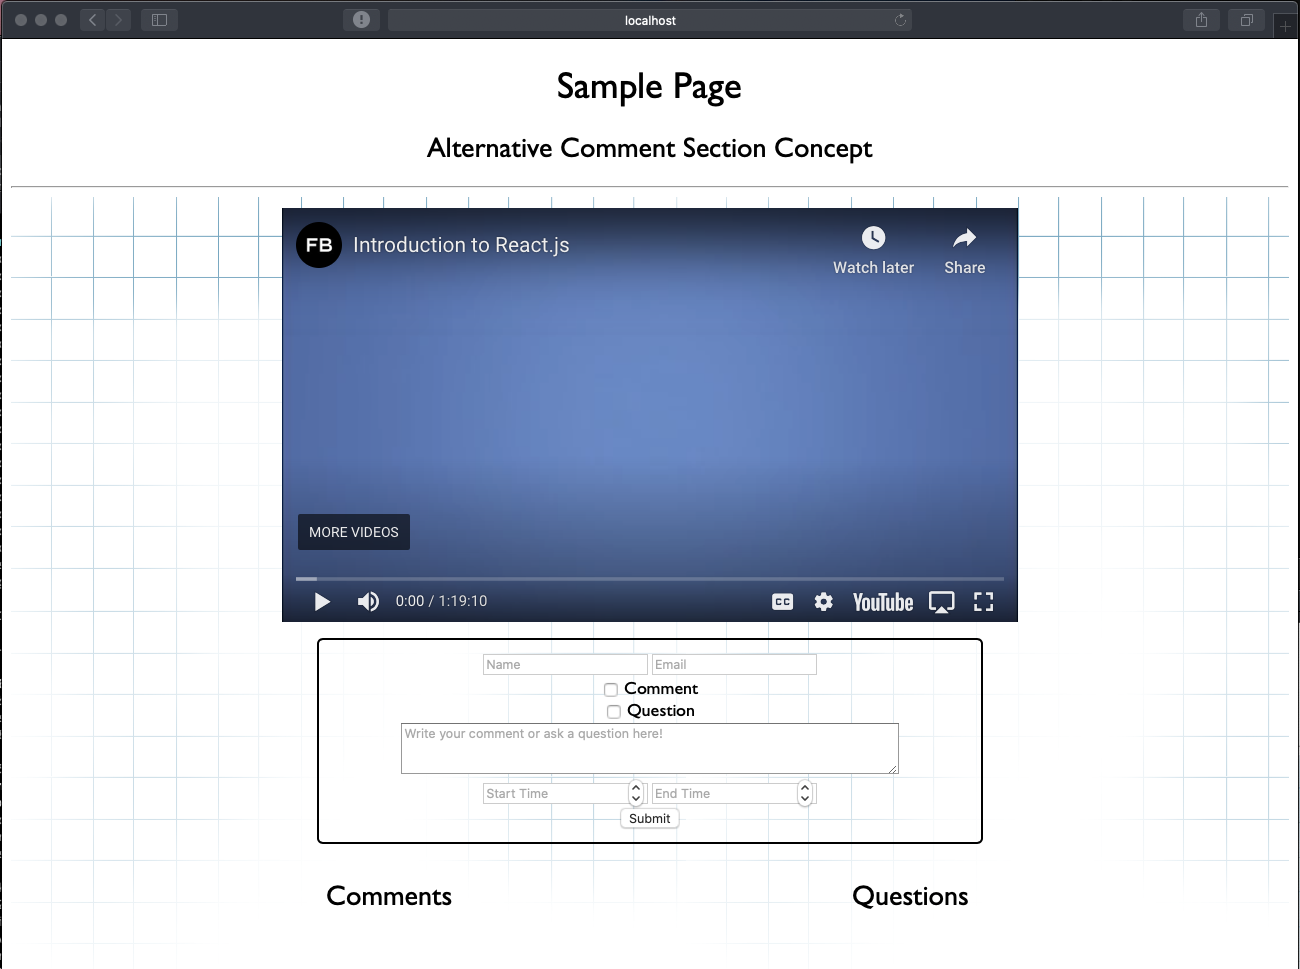 localhost
Sample Page
Alternative Comment Section Concept
FB Introduction to React.js
Watch later Share
MORE VIDEOS
0:00 / 1:19:10 CC YouTube
Name Email
Comment
Question
Write your comment or ask a question here!
Start Time End Time
Submit
Comments Questions